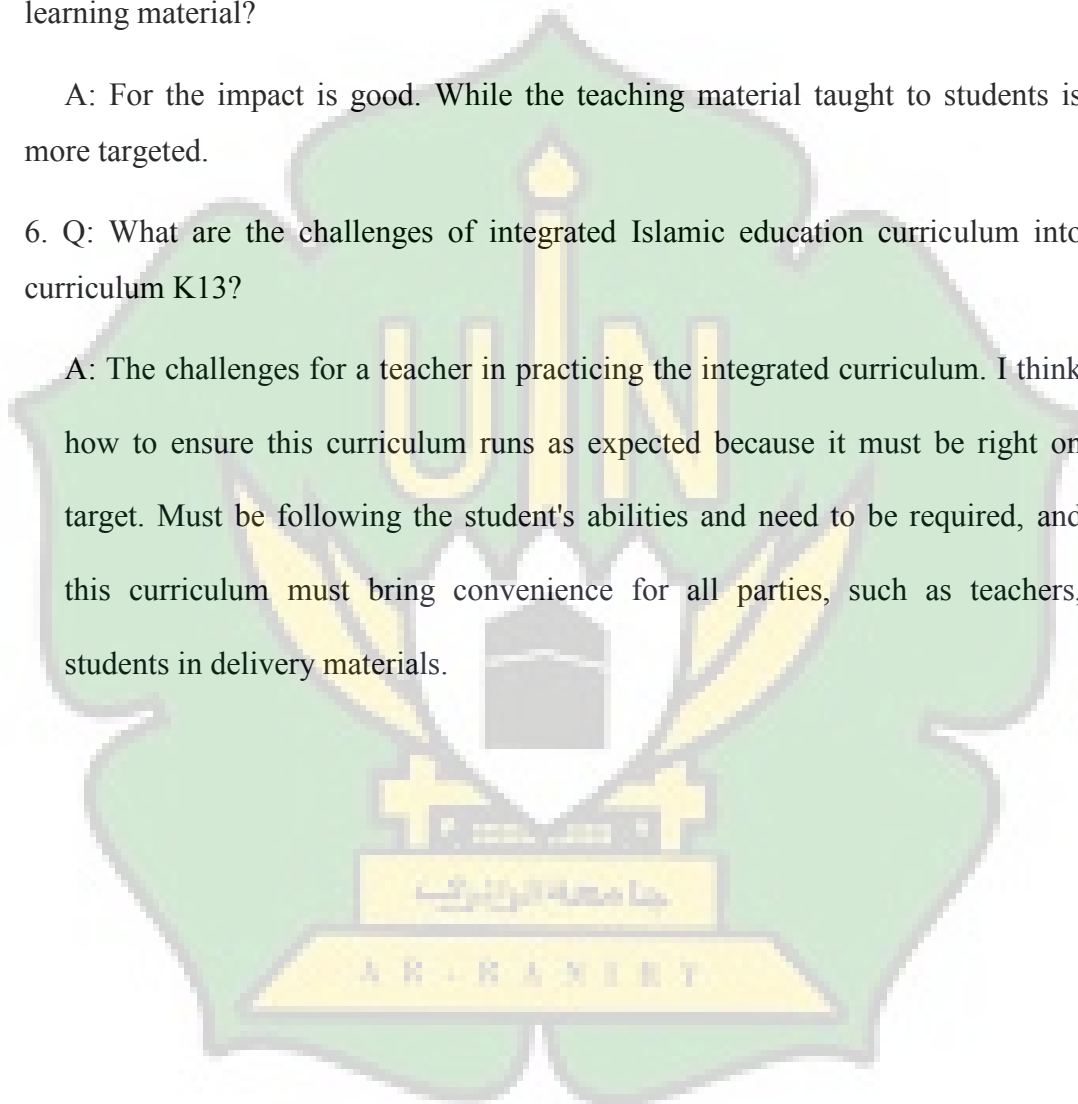 learning material?
A: For the impact is good. While the teaching material taught to students is
more targeted.
6. Q: What are the challenges of integrated Islamic education curriculum into
curriculum K13?
A: The challenges for a teacher in practicing the integrated curriculum. I think
how to ensure this curriculum runs as expected because it must be right on
target. Must be following the student's abilities and need to be required, and
this curriculum must bring convenience for all parties, such as teachers,
students in delivery materials.
UIN
جامعة الرانري
AR-RANIRY